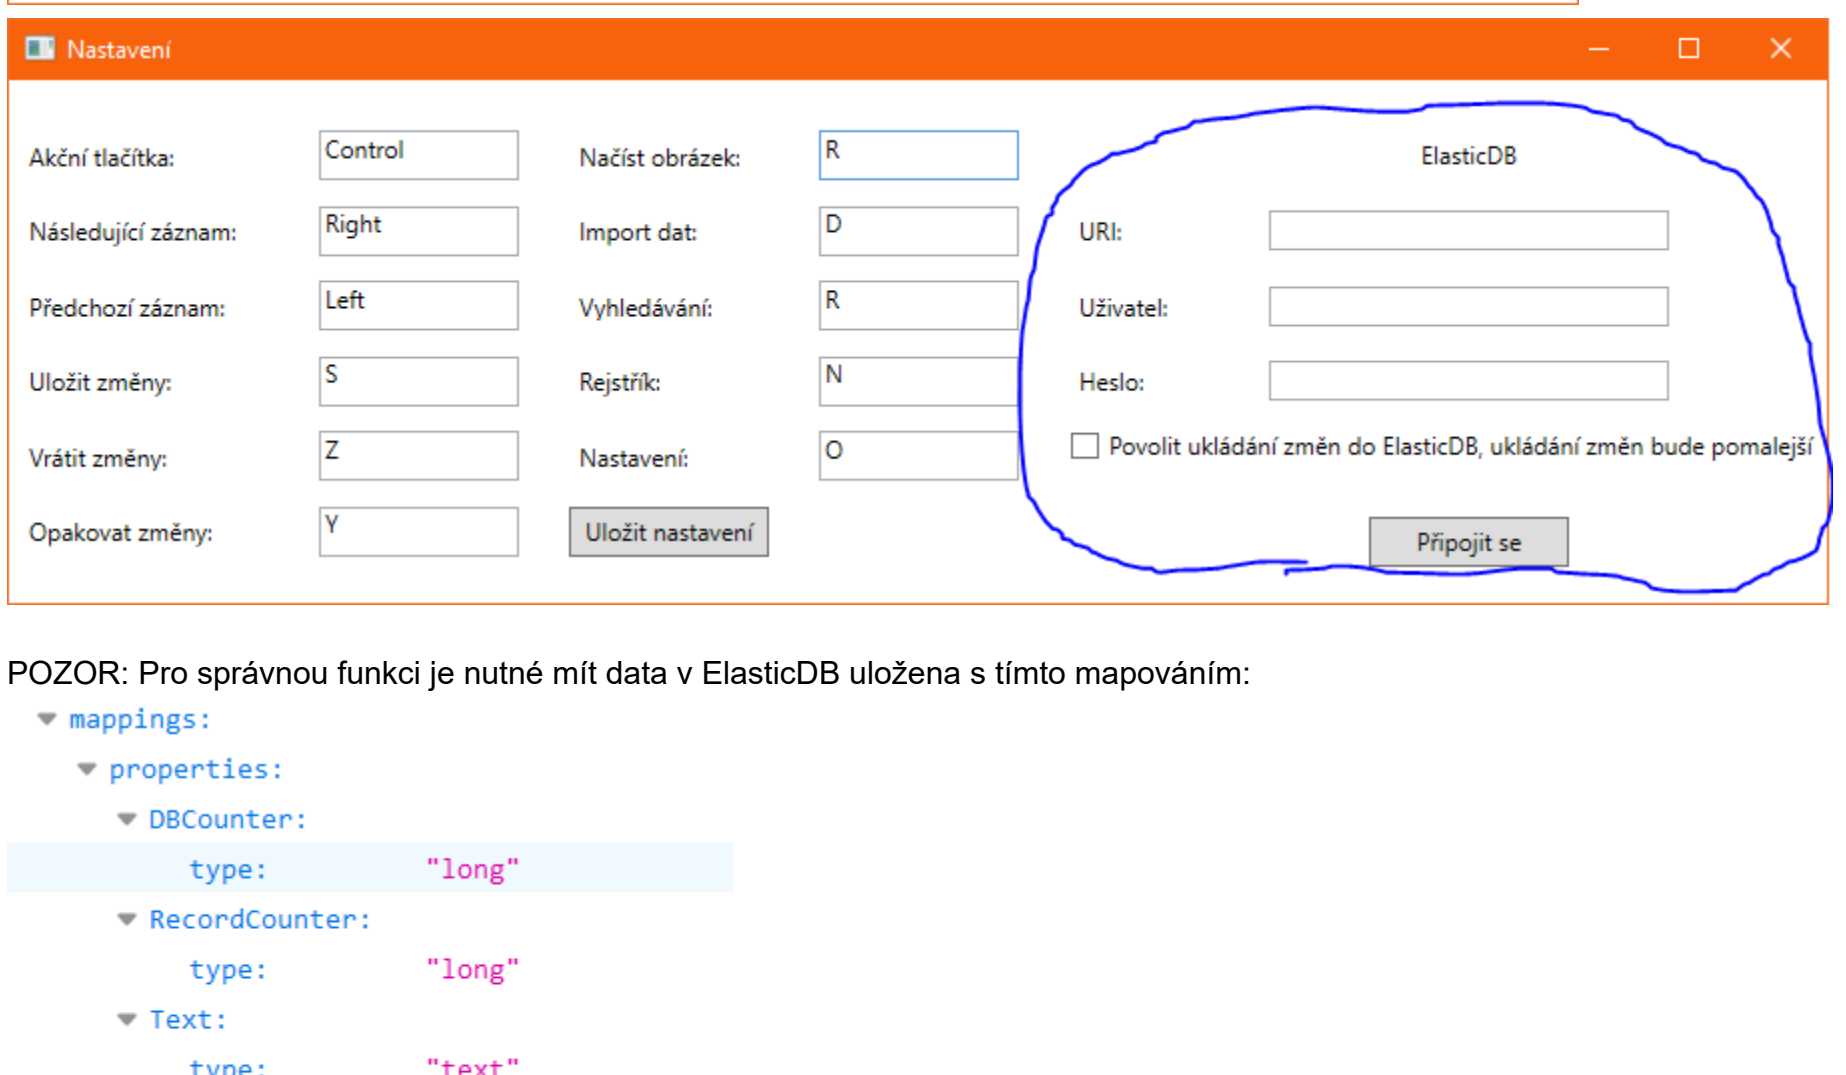 Nastavení
Akční tlačítka: Control Načíst obrázek: R ElasticDB
Následující záznam: Right Import dat: D URI:
Předchozí záznam: Left Vyhledávání: R Uživatel:
Uložit změny: S Rejstřík: N Heslo:
Vrátit změny: Z Nastavení: O Povolit ukládání změn do ElasticDB, ukládání změn bude pomalejší
Opakovat změny: Y Uložit nastavení Připojit se
POZOR: Pro správnou funkci je nutné mít data v ElasticDB uložena s tímto mapováním:
mappings:
properties:
DBCounter:
type: "long"
RecordCounter:
type: "long"
Text:
type: "text"